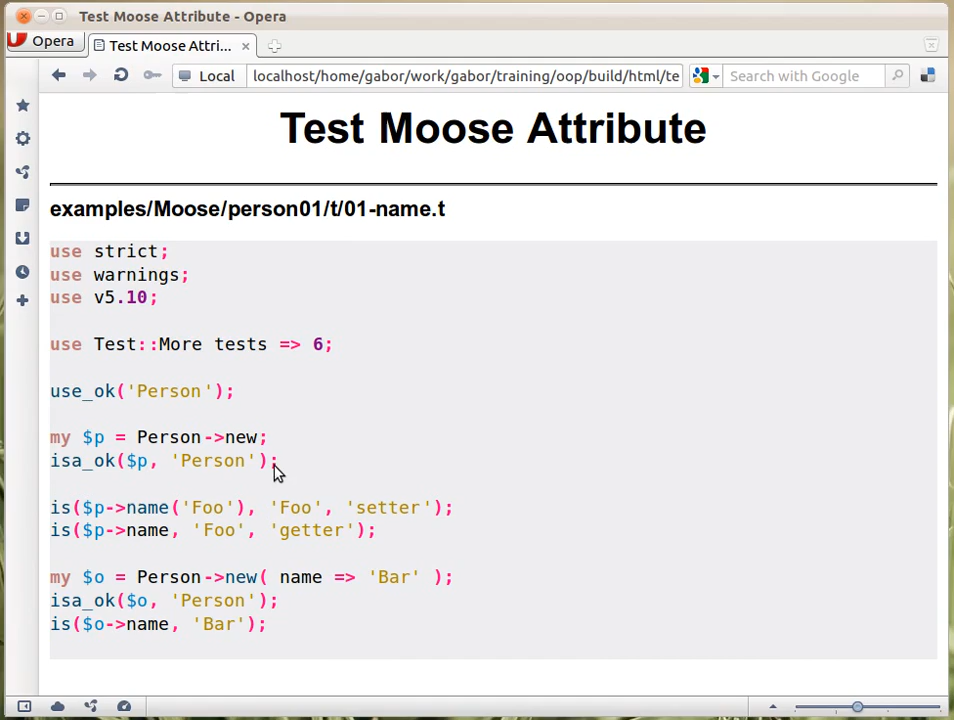 Test Moose Attribute - Opera
Opera
Test Moose Attri...
Local
localhost/home/gabor/work/gabor/training/oop/build/html/te
Search with Google
Test Moose Attribute
examples/Moose/person01/t/01-name.t
use strict;
use warnings;
use v5.10;
use Test::More tests => 6;
use_ok('Person');
my $p = Person->new;
isa_ok($p, 'Person');
is($p->name('Foo'), 'Foo', 'setter');
is($p->name, 'Foo', 'getter');
my $o = Person->new( name => 'Bar' );
isa_ok($o, 'Person');
is($o->name, 'Bar');